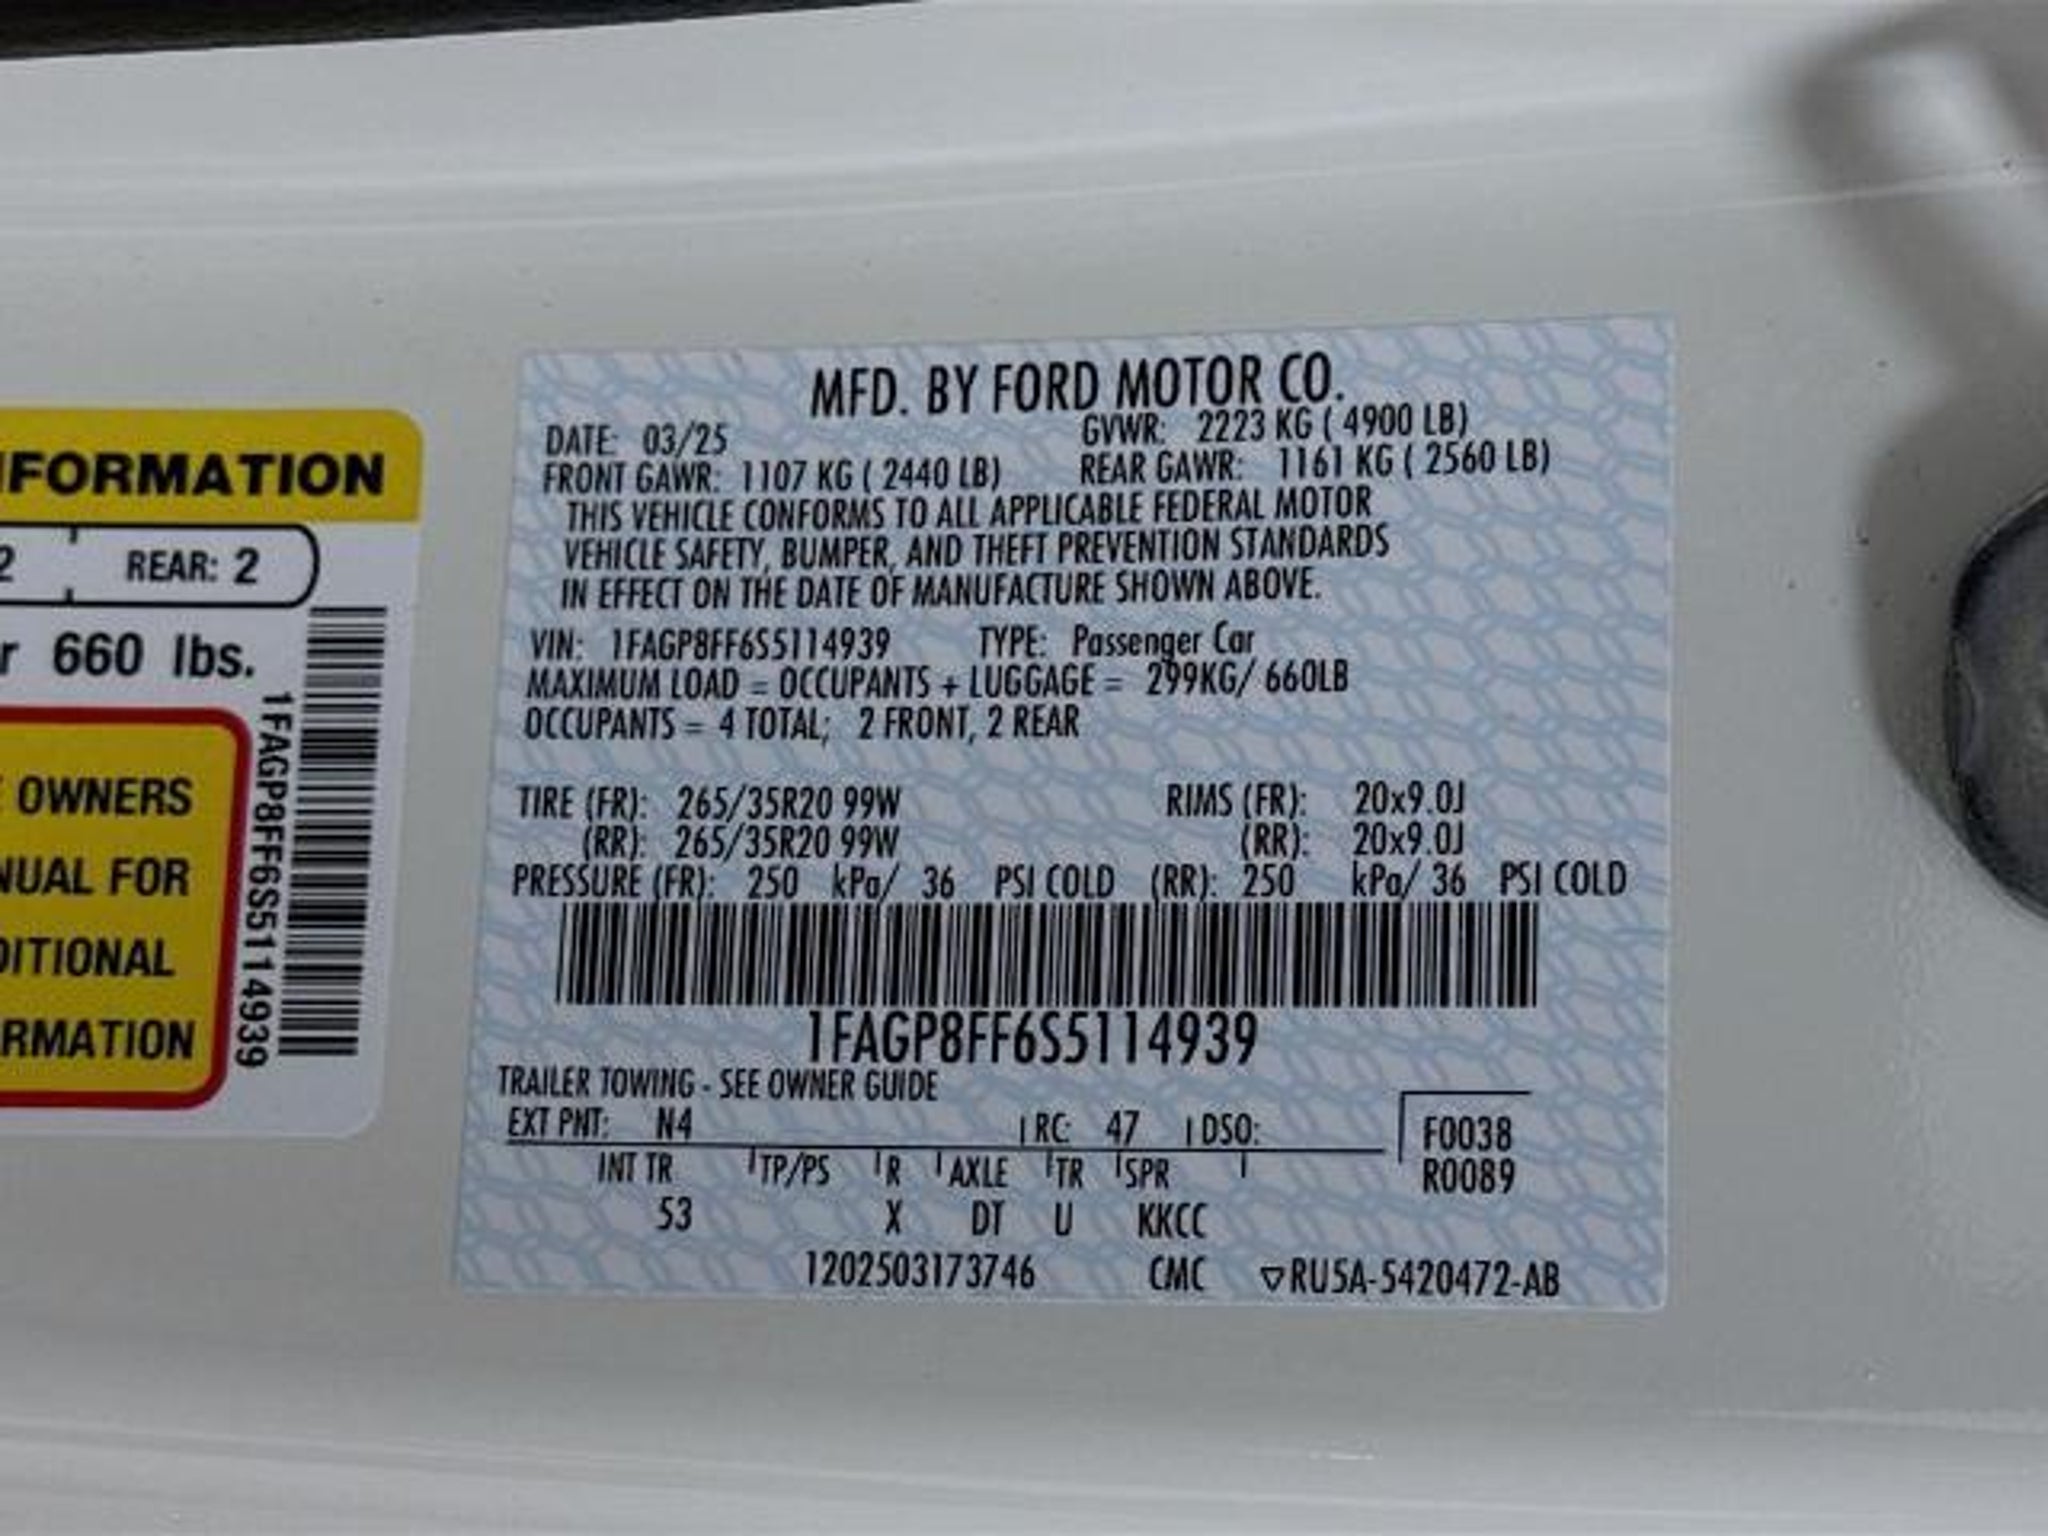 NFORMATION
2 REAR: 2
r 660 lbs.
E OWNERS
NUAL FOR
DITIONAL
RMATION
1FAGP8FF6S5114939
MFD. BY FORD MOTOR CO.
DATE: 03/25 GVWR: 2223 KG ( 4900 LB)
FRONT GAWR: 1107 KG ( 2440 LB) REAR GAWR: 1161 KG ( 2560 LB)
THIS VEHICLE CONFORMS TO ALL APPLICABLE FEDERAL MOTOR
VEHICLE SAFETY, BUMPER, AND THEFT PREVENTION STANDARDS
IN EFFECT ON THE DATE OF MANUFACTURE SHOWN ABOVE.
VIN: 1FAGP8FF6S5114939 TYPE: Passenger Car
MAXIMUM LOAD = OCCUPANTS + LUGGAGE = 299KG/ 660LB
OCCUPANTS = 4 TOTAL; 2 FRONT, 2 REAR
TIRE (FR): 265/35R20 99W RIMS (FR): 20x9.0J
(RR): 265/35R20 99W (RR): 20x9.0J
PRESSURE (FR): 250 kPa/ 36 PSI COLD (RR): 250 kPa/ 36 PSI COLD
1FAGP8FF6S5114939
TRAILER TOWING - SEE OWNER GUIDE
EXT PNT: N4 RC: 47 DSO: F0038
INT TR TP/PS R AXLE TR SPR R0089
53 X DT U KKCC
1202503173746 CMC ▽RU5A-5420472-AB